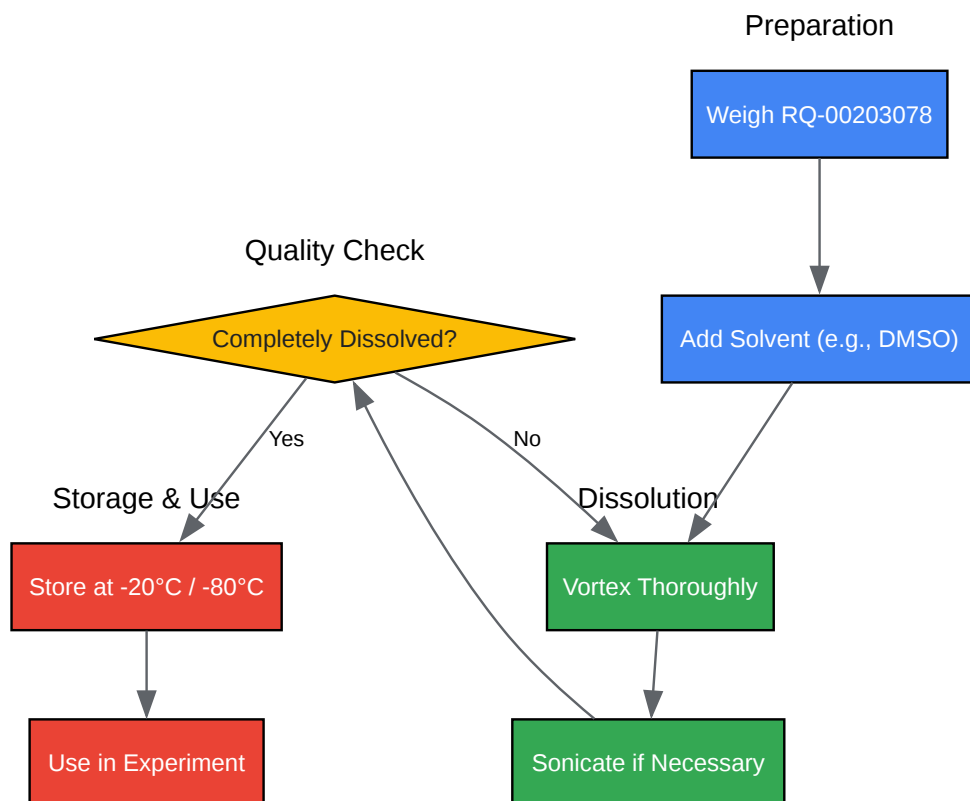 Preparation
Weigh RQ-00203078
Quality Check
Completely Dissolved?
Add Solvent (e.g., DMSO)
Yes
No
Storage & Use
Dissolution
Store at -20°C / -80°C
Vortex Thoroughly
Use in Experiment
Sonicate if Necessary